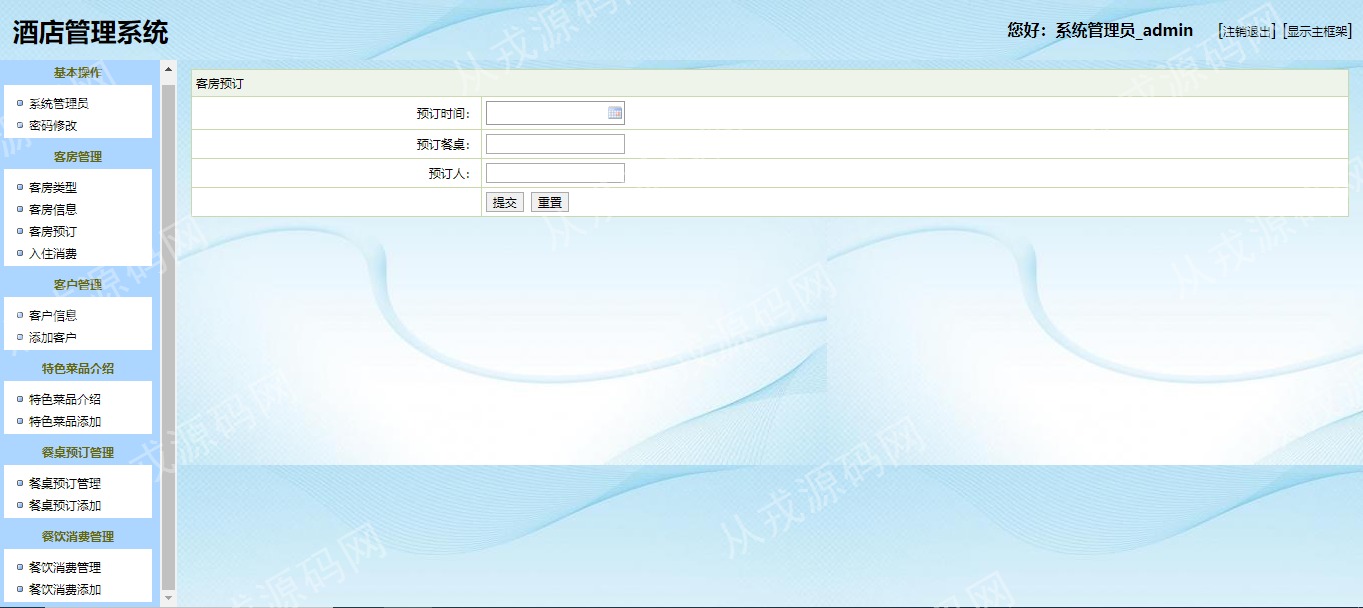 酒店管理系统
您好：系统管理员_admin [注销退出] [显示主框架]
基本操作
系统管理员
密码修改
客房管理
客房类型
客房信息
客房预订
入住消费
客户管理
客户信息
添加客户
特色菜品介绍
特色菜品介绍
特色菜品添加
餐桌预订管理
餐桌预订管理
餐桌预订添加
餐饮消费管理
餐饮消费管理
餐饮消费添加
客房预订
预订时间：
预订餐桌：
预订人：
提交 重置
从戎源码网
从戎源码网
从戎源码网
从戎源码网
从戎源码网